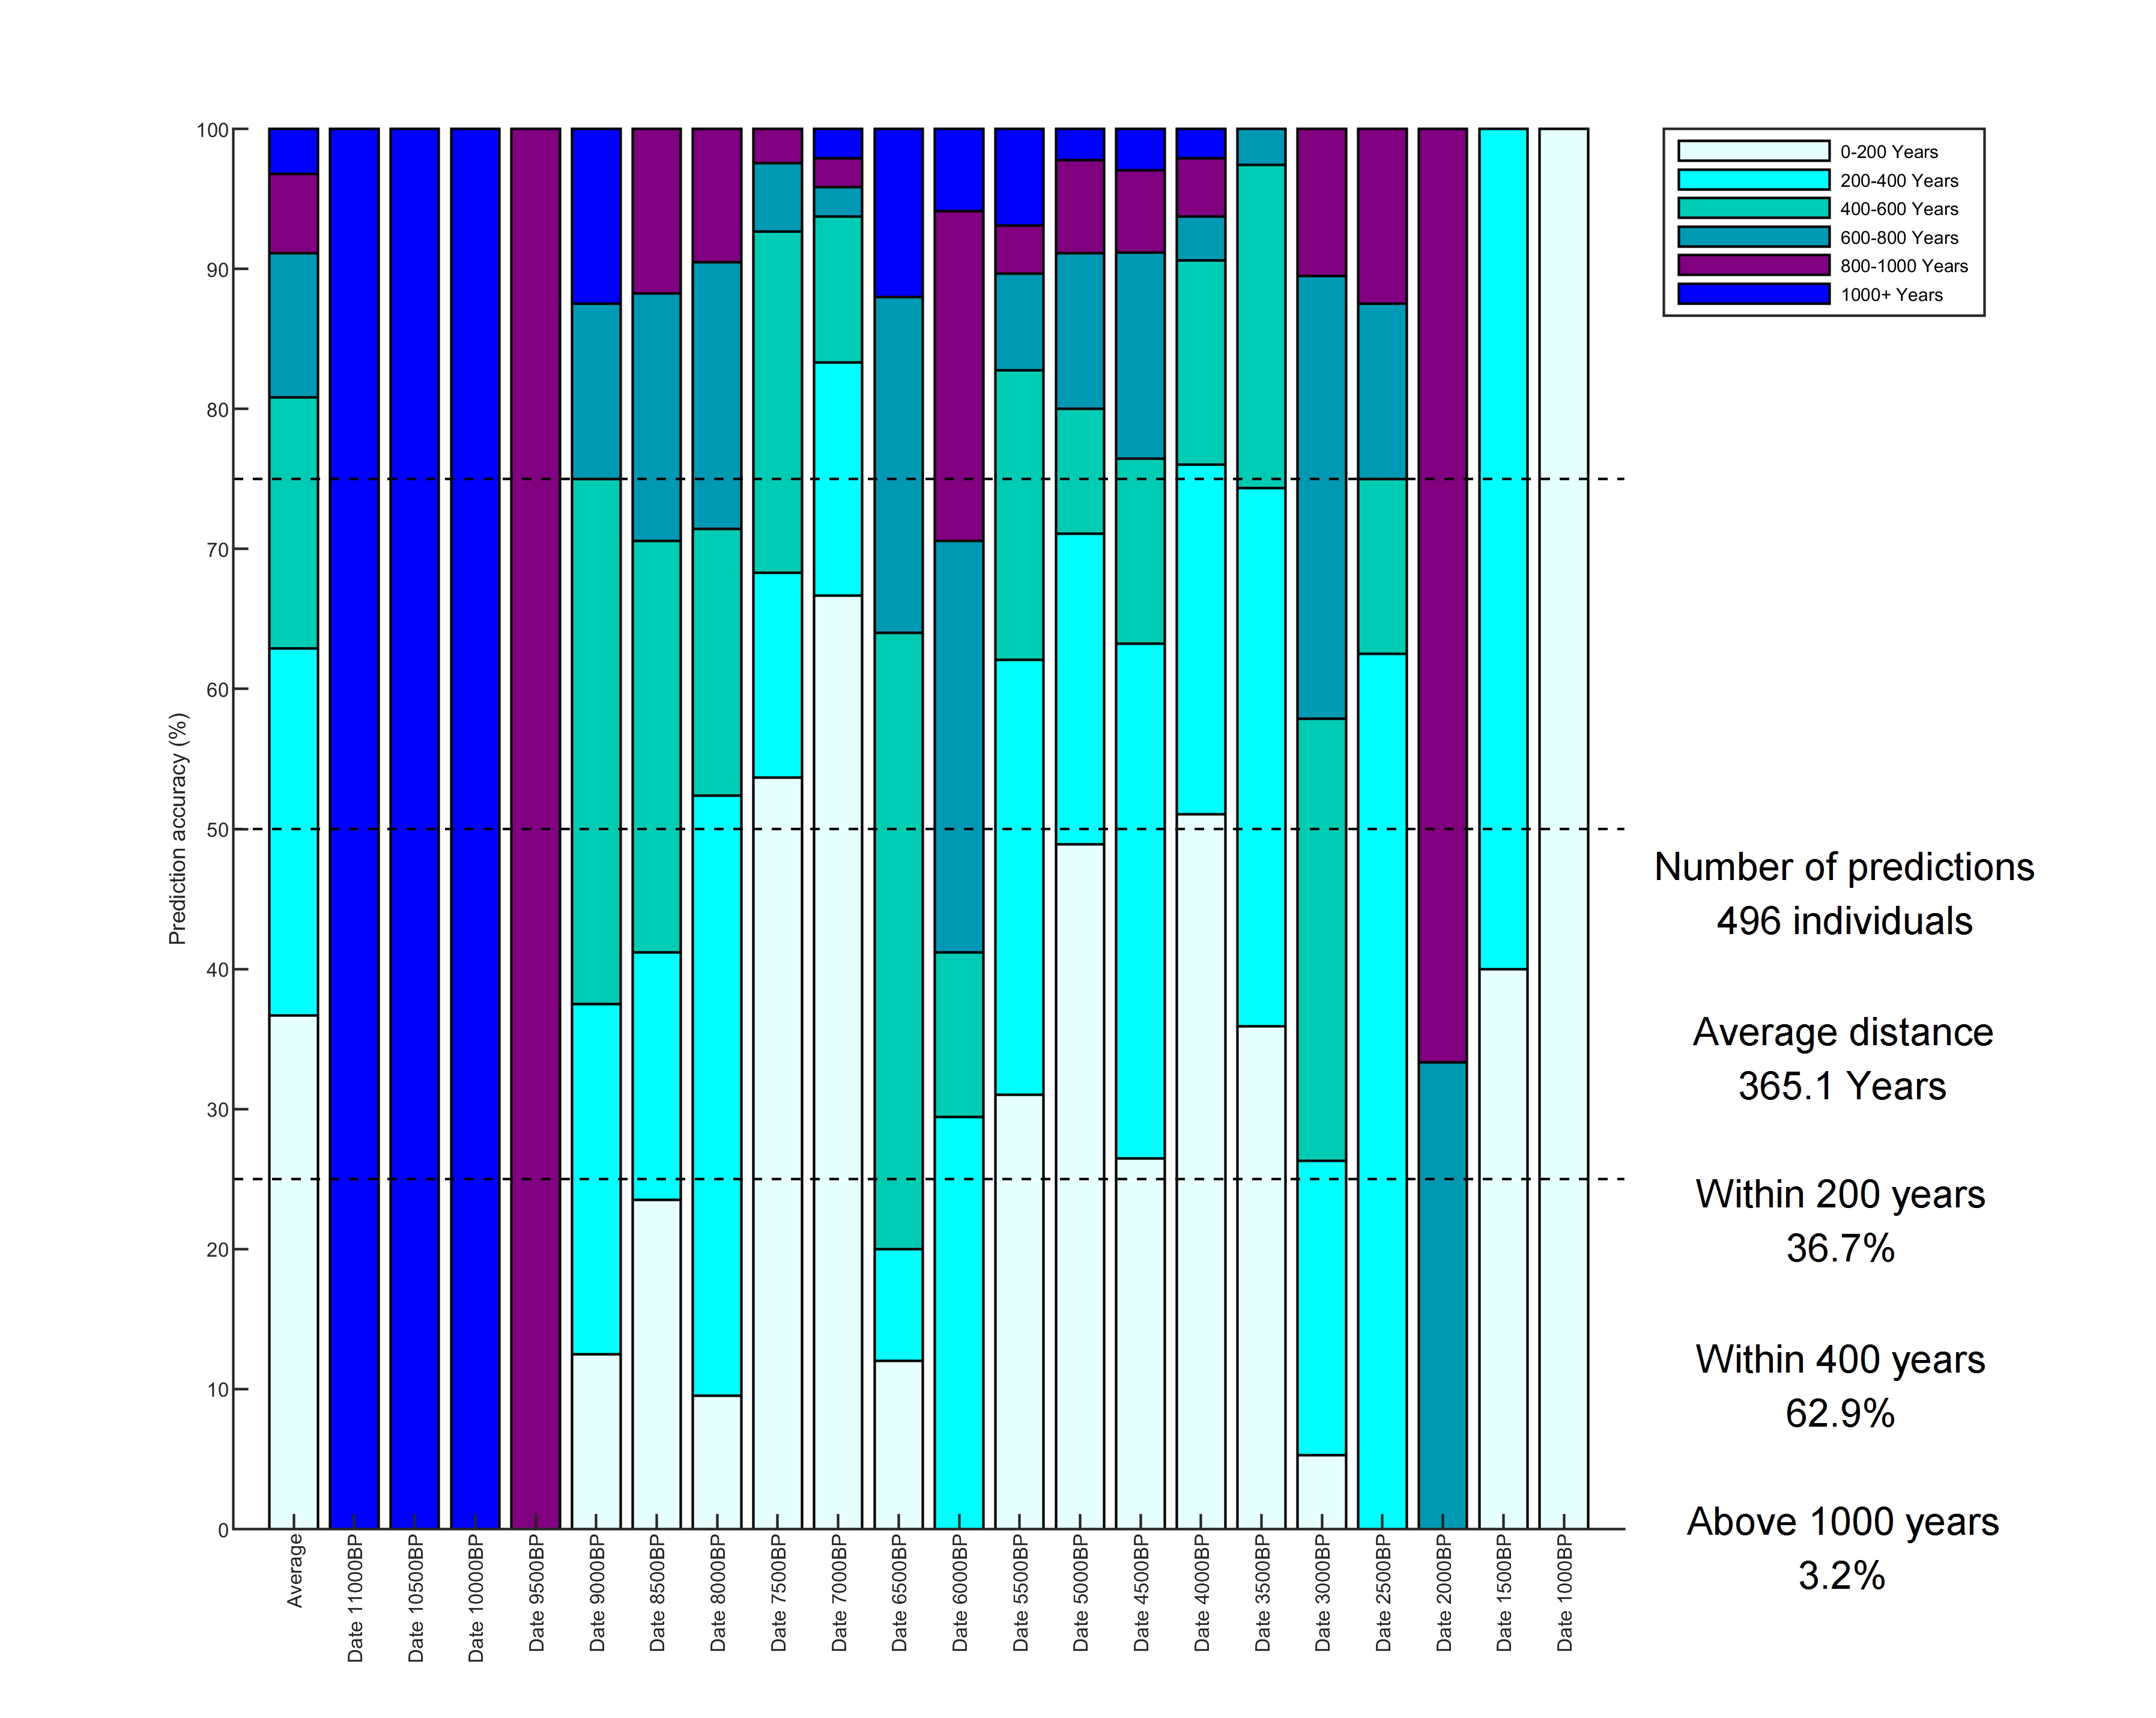 100
90
80
70
60
50
40
30
20
10
0
Prediction accuracy (%)
Average
Date 11000BP
Date 10500BP
Date 10000BP
Date 9500BP
Date 9000BP
Date 8500BP
Date 8000BP
Date 7500BP
Date 7000BP
Date 6500BP
Date 6000BP
Date 5500BP
Date 5000BP
Date 4500BP
Date 4000BP
Date 3500BP
Date 3000BP
Date 2500BP
Date 2000BP
Date 1500BP
Date 1000BP
0-200 Years
200-400 Years
400-600 Years
600-800 Years
800-1000 Years
1000+ Years
Number of predictions
496 individuals
Average distance
365.1 Years
Within 200 years
36.7%
Within 400 years
62.9%
Above 1000 years
3.2%